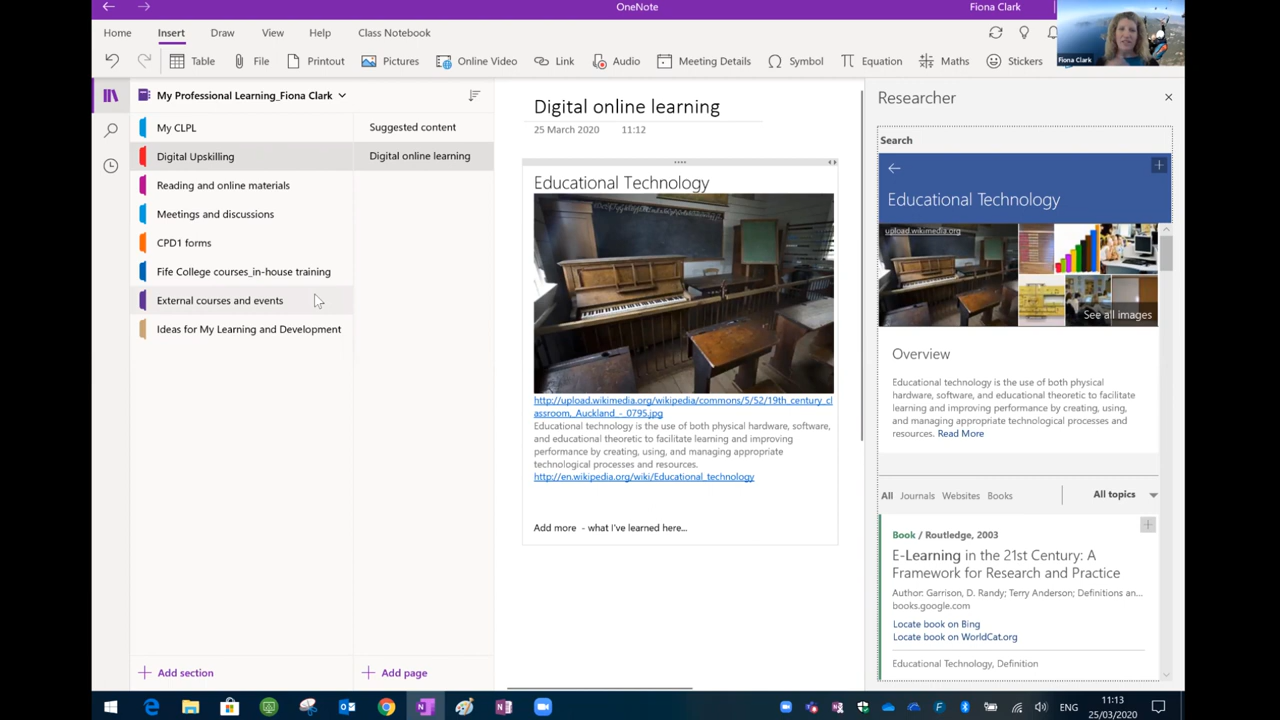 OneNote
Fiona Clark
Fiona Clark
Home Insert Draw View Help Class Notebook
Table File Printout Pictures Online Video Link Audio Meeting Details Symbol Equation Maths Stickers
My Professional Learning_Fiona Clark
My CLPL
Digital Upskilling
Reading and online materials
Meetings and discussions
CPD1 forms
Fife College courses_in-house training
External courses and events
Ideas for My Learning and Development
Add section
Suggested content
Digital online learning
Add page
Digital online learning
25 March 2020 11:12
Educational Technology
http://upload.wikimedia.org/wikipedia/commons/5/52/19th_century_cl
assroom,_Auckland_-_0795.jpg
Educational technology is the use of both physical hardware, software,
and educational theoretic to facilitate learning and improving
performance by creating, using, and managing appropriate
technological processes and resources.
http://en.wikipedia.org/wiki/Educational_technology
Add more - what I've learned here...
Researcher
Search
Educational Technology
upload.wikimedia.org
See all images
Overview
Educational technology is the use of both physical
hardware, software, and educational theoretic to
facilitate learning and improving performance by
creating, using, and managing appropriate
technological processes and
resources. Read More
All Journals Websites Books All topics
Book / Routledge, 2003
E-Learning in the 21st Century: A
Framework for Research and Practice
Author: Garrison, D. Randy; Terry Anderson; Definitions an...
books.google.com
Locate book on Bing
Locate book on WorldCat.org
Educational Technology, Definition
ENG
11:13
25/03/2020